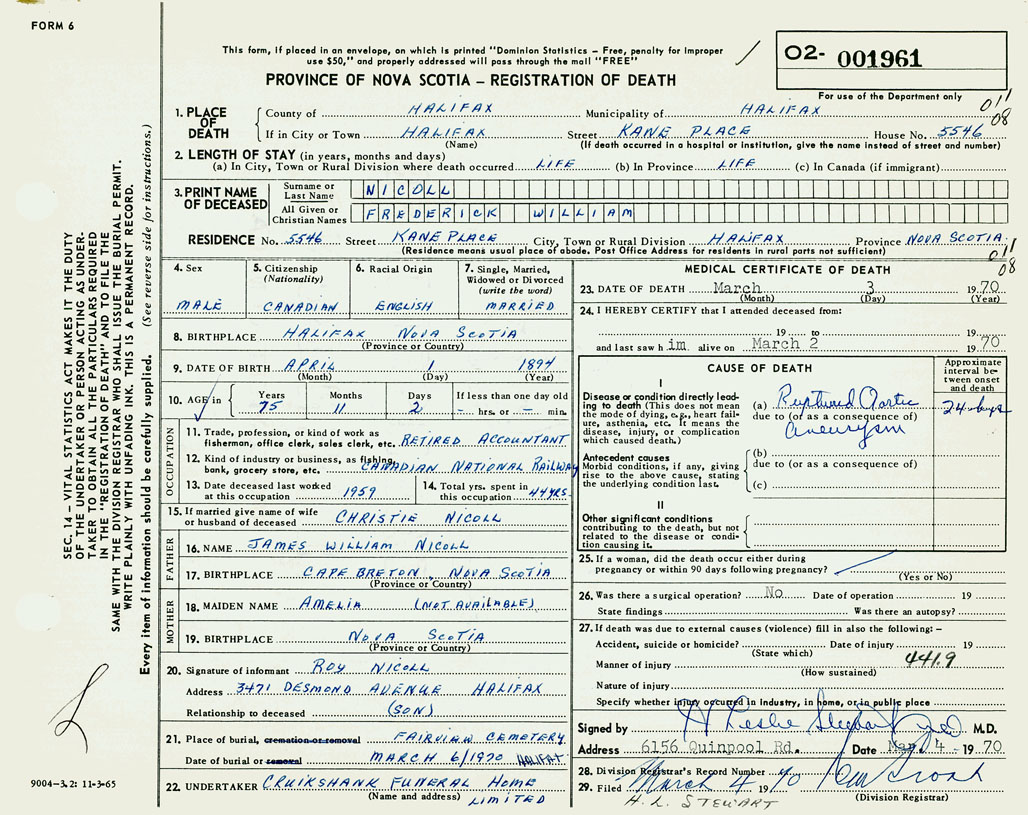 FORM 6
This form, if placed in an envelope, on which is printed "Dominion Statistics – Free, penalty for improper
use $50," and properly addressed will pass through the mail "FREE"
O2- 001961
PROVINCE OF NOVA SCOTIA – REGISTRATION OF DEATH
For use of the Department only
011
08
1. PLACE OF DEATH County of HALIFAX Municipality of HALIFAX
If in City or Town HALIFAX Street KANE PLACE House No. 5546
(Name) (If death occurred in a hospital or institution, give the name instead of street and number)
2. LENGTH OF STAY (in years, months and days)
(a) In City, Town or Rural Division where death occurred LIFE (b) In Province LIFE (c) In Canada (if immigrant)
3. PRINT NAME OF DECEASED Surname or Last Name NICOLL
All Given or Christian Names FREDERICK WILLIAM
RESIDENCE No. 5546 Street KANE PLACE City, Town or Rural Division HALIFAX Province NOVA SCOTIA
(Residence means usual place of abode. Post Office Address for residents in rural parts not sufficient)
011
08
4. Sex 5. Citizenship (Nationality) 6. Racial Origin 7. Single, Married, Widowed or Divorced (write the word)
MALE CANADIAN ENGLISH MARRIED
8. BIRTHPLACE HALIFAX NOVA SCOTIA
(Province or Country)
9. DATE OF BIRTH APRIL 1 1894
(Month) (Day) (Year)
10. AGE in Years Months Days If less than one day old
75 11 2 – hrs. or – min.
OCCUPATION
11. Trade, profession, or kind of work as
fisherman, office clerk, sales clerk, etc. RETIRED ACCOUNTANT
12. Kind of industry or business, as fishing,
bank, grocery store, etc. CANADIAN NATIONAL RAILWAY
13. Date deceased last worked at this occupation 1959
14. Total yrs. spent in this occupation 44 YRS.
15. If married give name of wife
or husband of deceased CHRISTIE NICOLL
FATHER
16. NAME JAMES WILLIAM NICOLL
17. BIRTHPLACE CAPE BRETON, NOVA SCOTIA
(Province or Country)
MOTHER
18. MAIDEN NAME AMELIA (NOT AVAILABLE)
19. BIRTHPLACE NOVA SCOTIA
(Province or Country)
20. Signature of informant ROY NICOLL
Address 3471 DESMOND AVENUE HALIFAX
Relationship to deceased (SON)
21. Place of burial, cremation or removal FAIRVIEW CEMETERY
Date of burial or removal MARCH 6/1970 HALIFAX
22. UNDERTAKER CRUIKSHANK FUNERAL HOME
(Name and address) LIMITED
MEDICAL CERTIFICATE OF DEATH
23. DATE OF DEATH March 3 1970
(Month) (Day) (Year)
24. I HEREBY CERTIFY that I attended deceased from:
19 to 19
and last saw him alive on March 2 1970
CAUSE OF DEATH
Approximate interval between onset and death
I
Disease or condition directly leading to death (This does not mean the mode of dying, e.g., heart failure, asthenia, etc. It means the disease, injury, or complication which caused death.)
(a) Ruptured Aortic
due to (or as a consequence of)
Aneurysm
Antecedent causes
Morbid conditions, if any, giving rise to the above cause, stating the underlying condition last.
(b)
due to (or as a consequence of)
(c)
II
Other significant conditions
contributing to the death, but not related to the disease or condition causing it.
25. If a woman, did the death occur either during
pregnancy or within 90 days following pregnancy?
(Yes or No)
26. Was there a surgical operation? No Date of operation 19
State findings Was there an autopsy?
27. If death was due to external causes (violence) fill in also the following: –
Accident, suicide or homicide? Date of injury 19
(State which)
Manner of injury 441.9
(How sustained)
Nature of injury
Specify whether injury occurred in industry, in home, or in public place
Signed by M.D.
Address 6156 Quinpool Rd. Date Mar. 4 - 1970
28. Division Registrar's Record Number
29. Filed March 4 1970
(Division Registrar)
H. L. STEWART
SEC. 14 – VITAL STATISTICS ACT MAKES IT THE DUTY
OF THE UNDERTAKER OR PERSON ACTING AS UNDER-
TAKER TO OBTAIN ALL THE PARTICULARS REQUIRED
IN THE "REGISTRATION OF DEATH" AND TO FILE THE
SAME WITH THE DIVISION REGISTRAR WHO SHALL ISSUE THE BURIAL PERMIT.
WRITE PLAINLY WITH UNFADING INK. THIS IS A PERMANENT RECORD.
Every item of information should be carefully supplied. (See reverse side for instructions.)
9004–3.2: 11-3-65